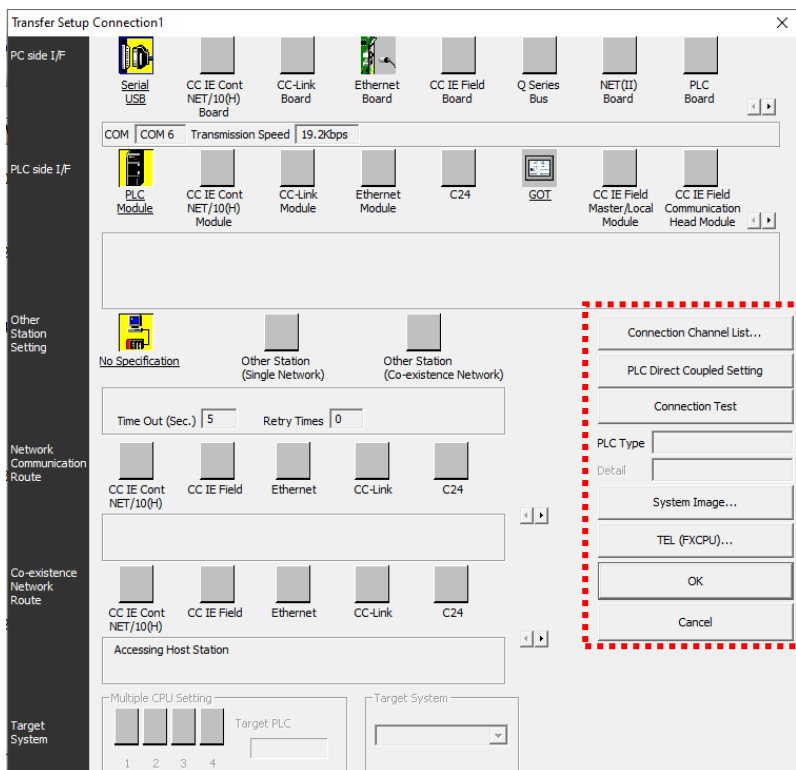 Transfer Setup Connection1
PC side I/F
Serial
USB
CC IE Cont
NET/10(H)
Board
CC-Link
Board
Ethernet
Board
CC IE Field
Board
Q Series
Bus
NET(II)
Board
PLC
Board
COM COM 6 Transmission Speed 19.2Kbps
PLC side I/F
PLC
Module
CC IE Cont
NET/10(H)
Module
CC-Link
Module
Ethernet
Module
C24
GOT
CC IE Field
Master/Local
Module
CC IE Field
Communication
Head Module
Other
Station
Setting
No Specification
Other Station
(Single Network)
Other Station
(Co-existence Network)
Time Out (Sec.) 5 Retry Times 0
Connection Channel List...
PLC Direct Coupled Setting
Connection Test
PLC Type
Detail
System Image...
TEL (FXCPU)...
OK
Cancel
Network
Communication
Route
CC IE Cont
NET/10(H)
CC IE Field
Ethernet
CC-Link
C24
Co-existence
Network
Route
CC IE Cont
NET/10(H)
CC IE Field
Ethernet
CC-Link
C24
Accessing Host Station
Target
System
Multiple CPU Setting
1 2 3 4
Target PLC
Target System